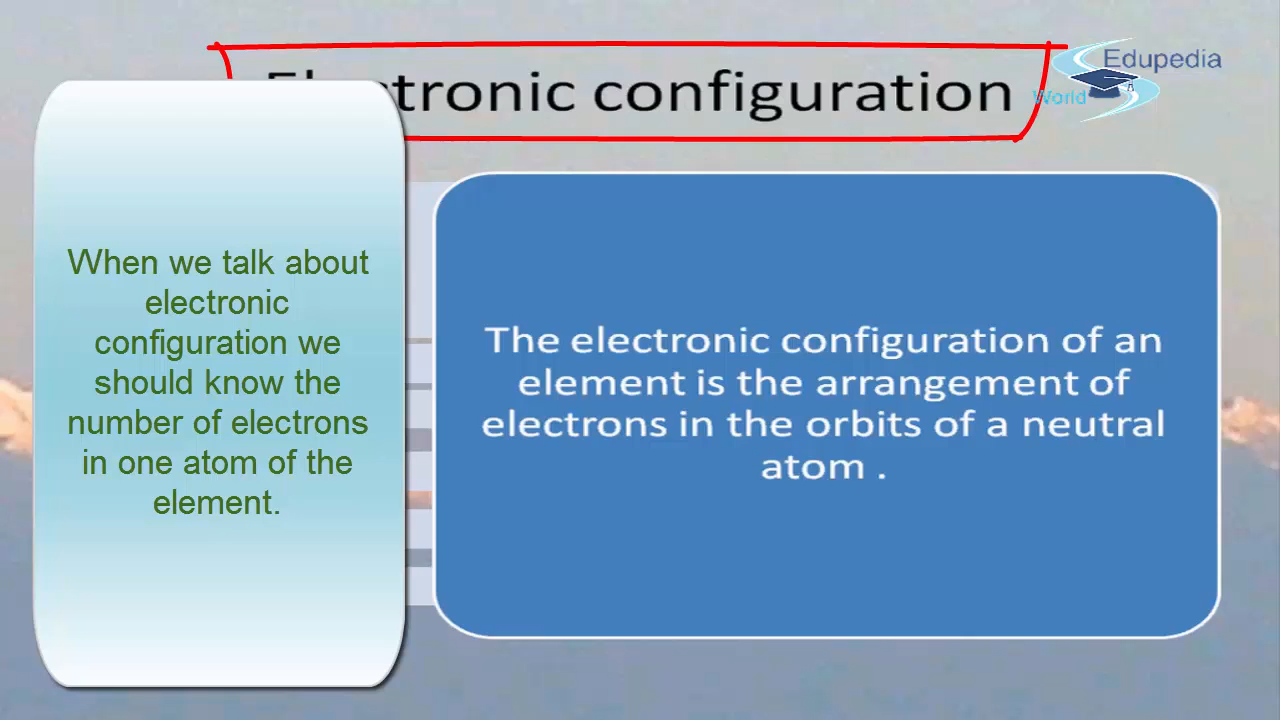 Electronic configuration
Edupedia
World
When we talk about
electronic
configuration we
should know the
number of electrons
in one atom of the
element.
The electronic configuration of an
element is the arrangement of
electrons in the orbits of a neutral
atom .